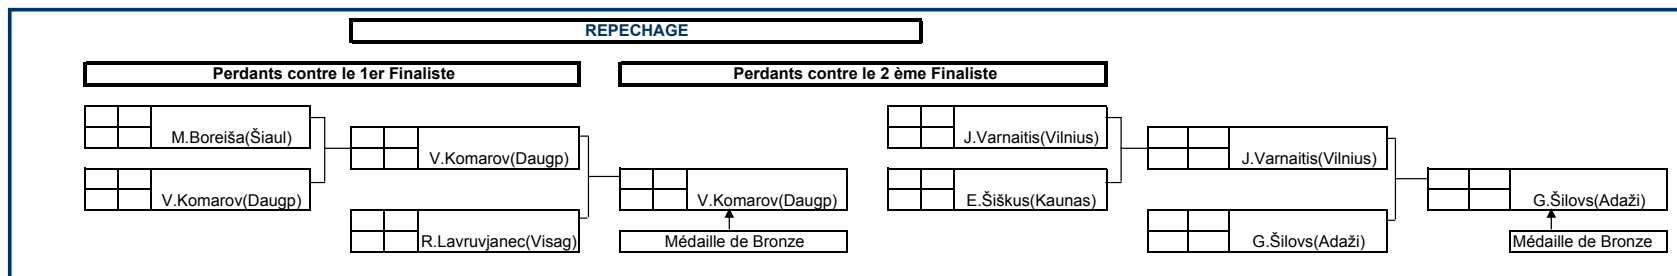 REPECHAGE
Perdants contre le 1er Finaliste
Perdants contre le 2 ème Finaliste
M.Boreiša(Šiaul)
V.Komarov(Daugp)
V.Komarov(Daugp)
R.Lavruvjanec(Visag)
V.Komarov(Daugp)
Médaille de Bronze
J.Varnaitis(Vilnius)
E.Šiškus(Kaunas)
J.Varnaitis(Vilnius)
G.Šilovs(Adaži)
G.Šilovs(Adaži)
Médaille de Bronze